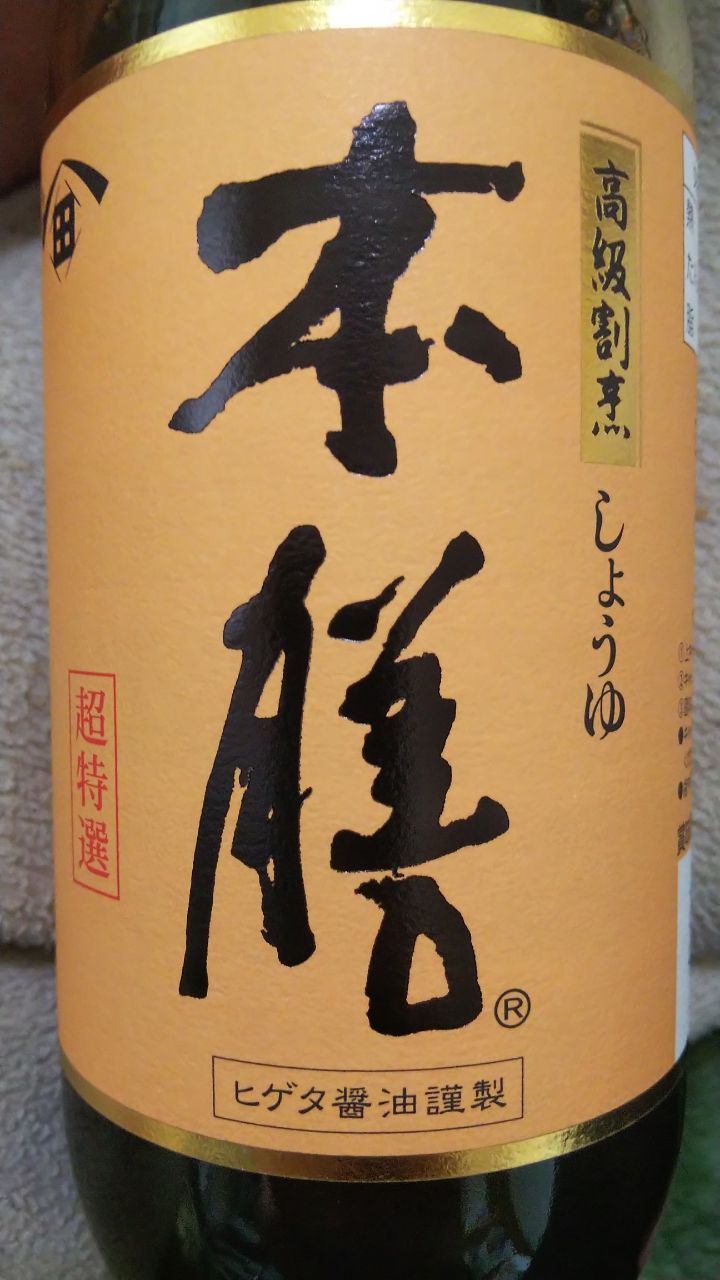 高級割烹
しょうゆ
本膳
®
田
超特選
ヒゲタ醤油謹製